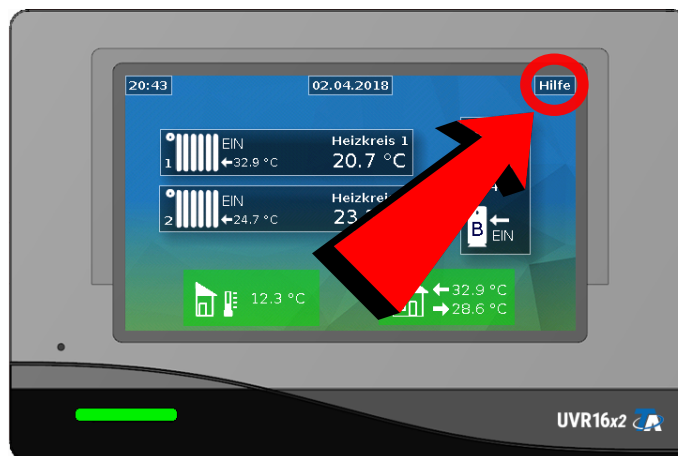 20:43
02.04.2018
Hilfe
EIN
Heizkreis 1
1
←32.9 °C
20.7 °C
EIN
2
←24.7 °C
B
←
EIN
12.3 °C
←32.9 °C
→28.6 °C
UVR16x2 TA